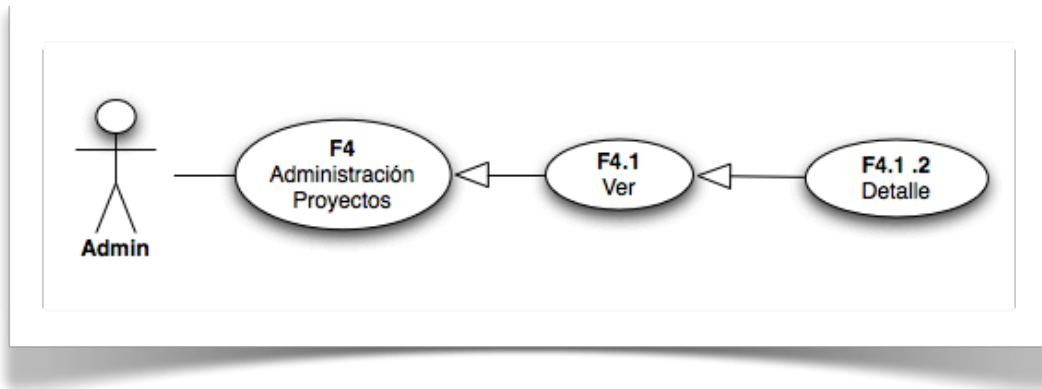 F4
Administración
Proyectos
F4.1
Ver
F4.1 .2
Detalle
Admin